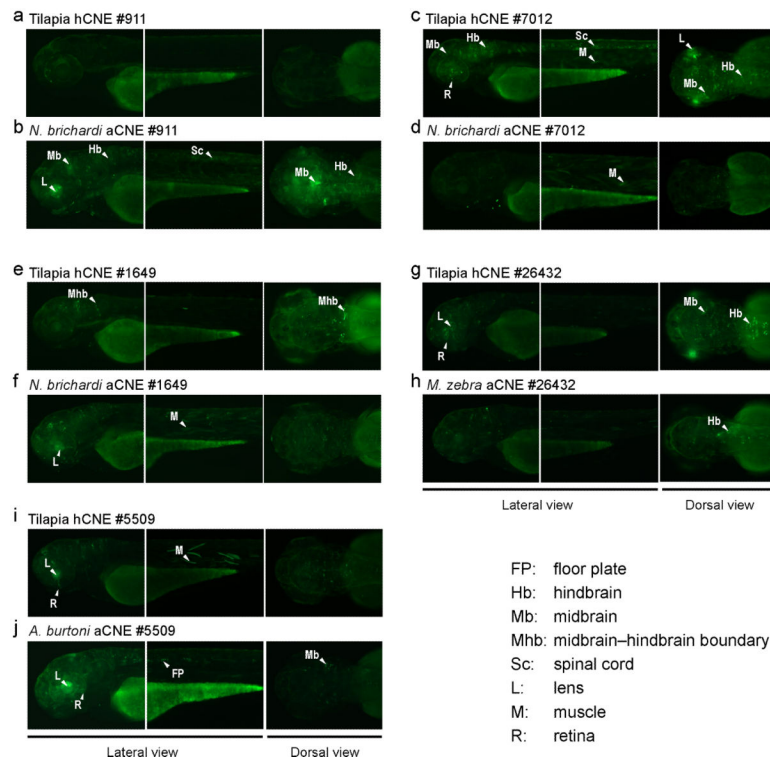 a Tilapia hCNE #911
Mb
Hb
Sc
M
R
L
Hb
Mb
c Tilapia hCNE #7012
b N. brichardi aCNE #911
Mb
Hb
L
Sc
Mb
Hb
d N. brichardi aCNE #7012
M
e Tilapia hCNE #1649
Mhb
Mhb
g Tilapia hCNE #26432
L
R
Mb
Hb
f N. brichardi aCNE #1649
L
M
h M. zebra aCNE #26432
Hb
Lateral view
Dorsal view
i Tilapia hCNE #5509
L
R
M
j A. burtoni aCNE #5509
L
R
FP
Mb
Lateral view
Dorsal view
FP: floor plate
Hb: hindbrain
Mb: midbrain
Mhb: midbrain–hindbrain boundary
Sc: spinal cord
L: lens
M: muscle
R: retina